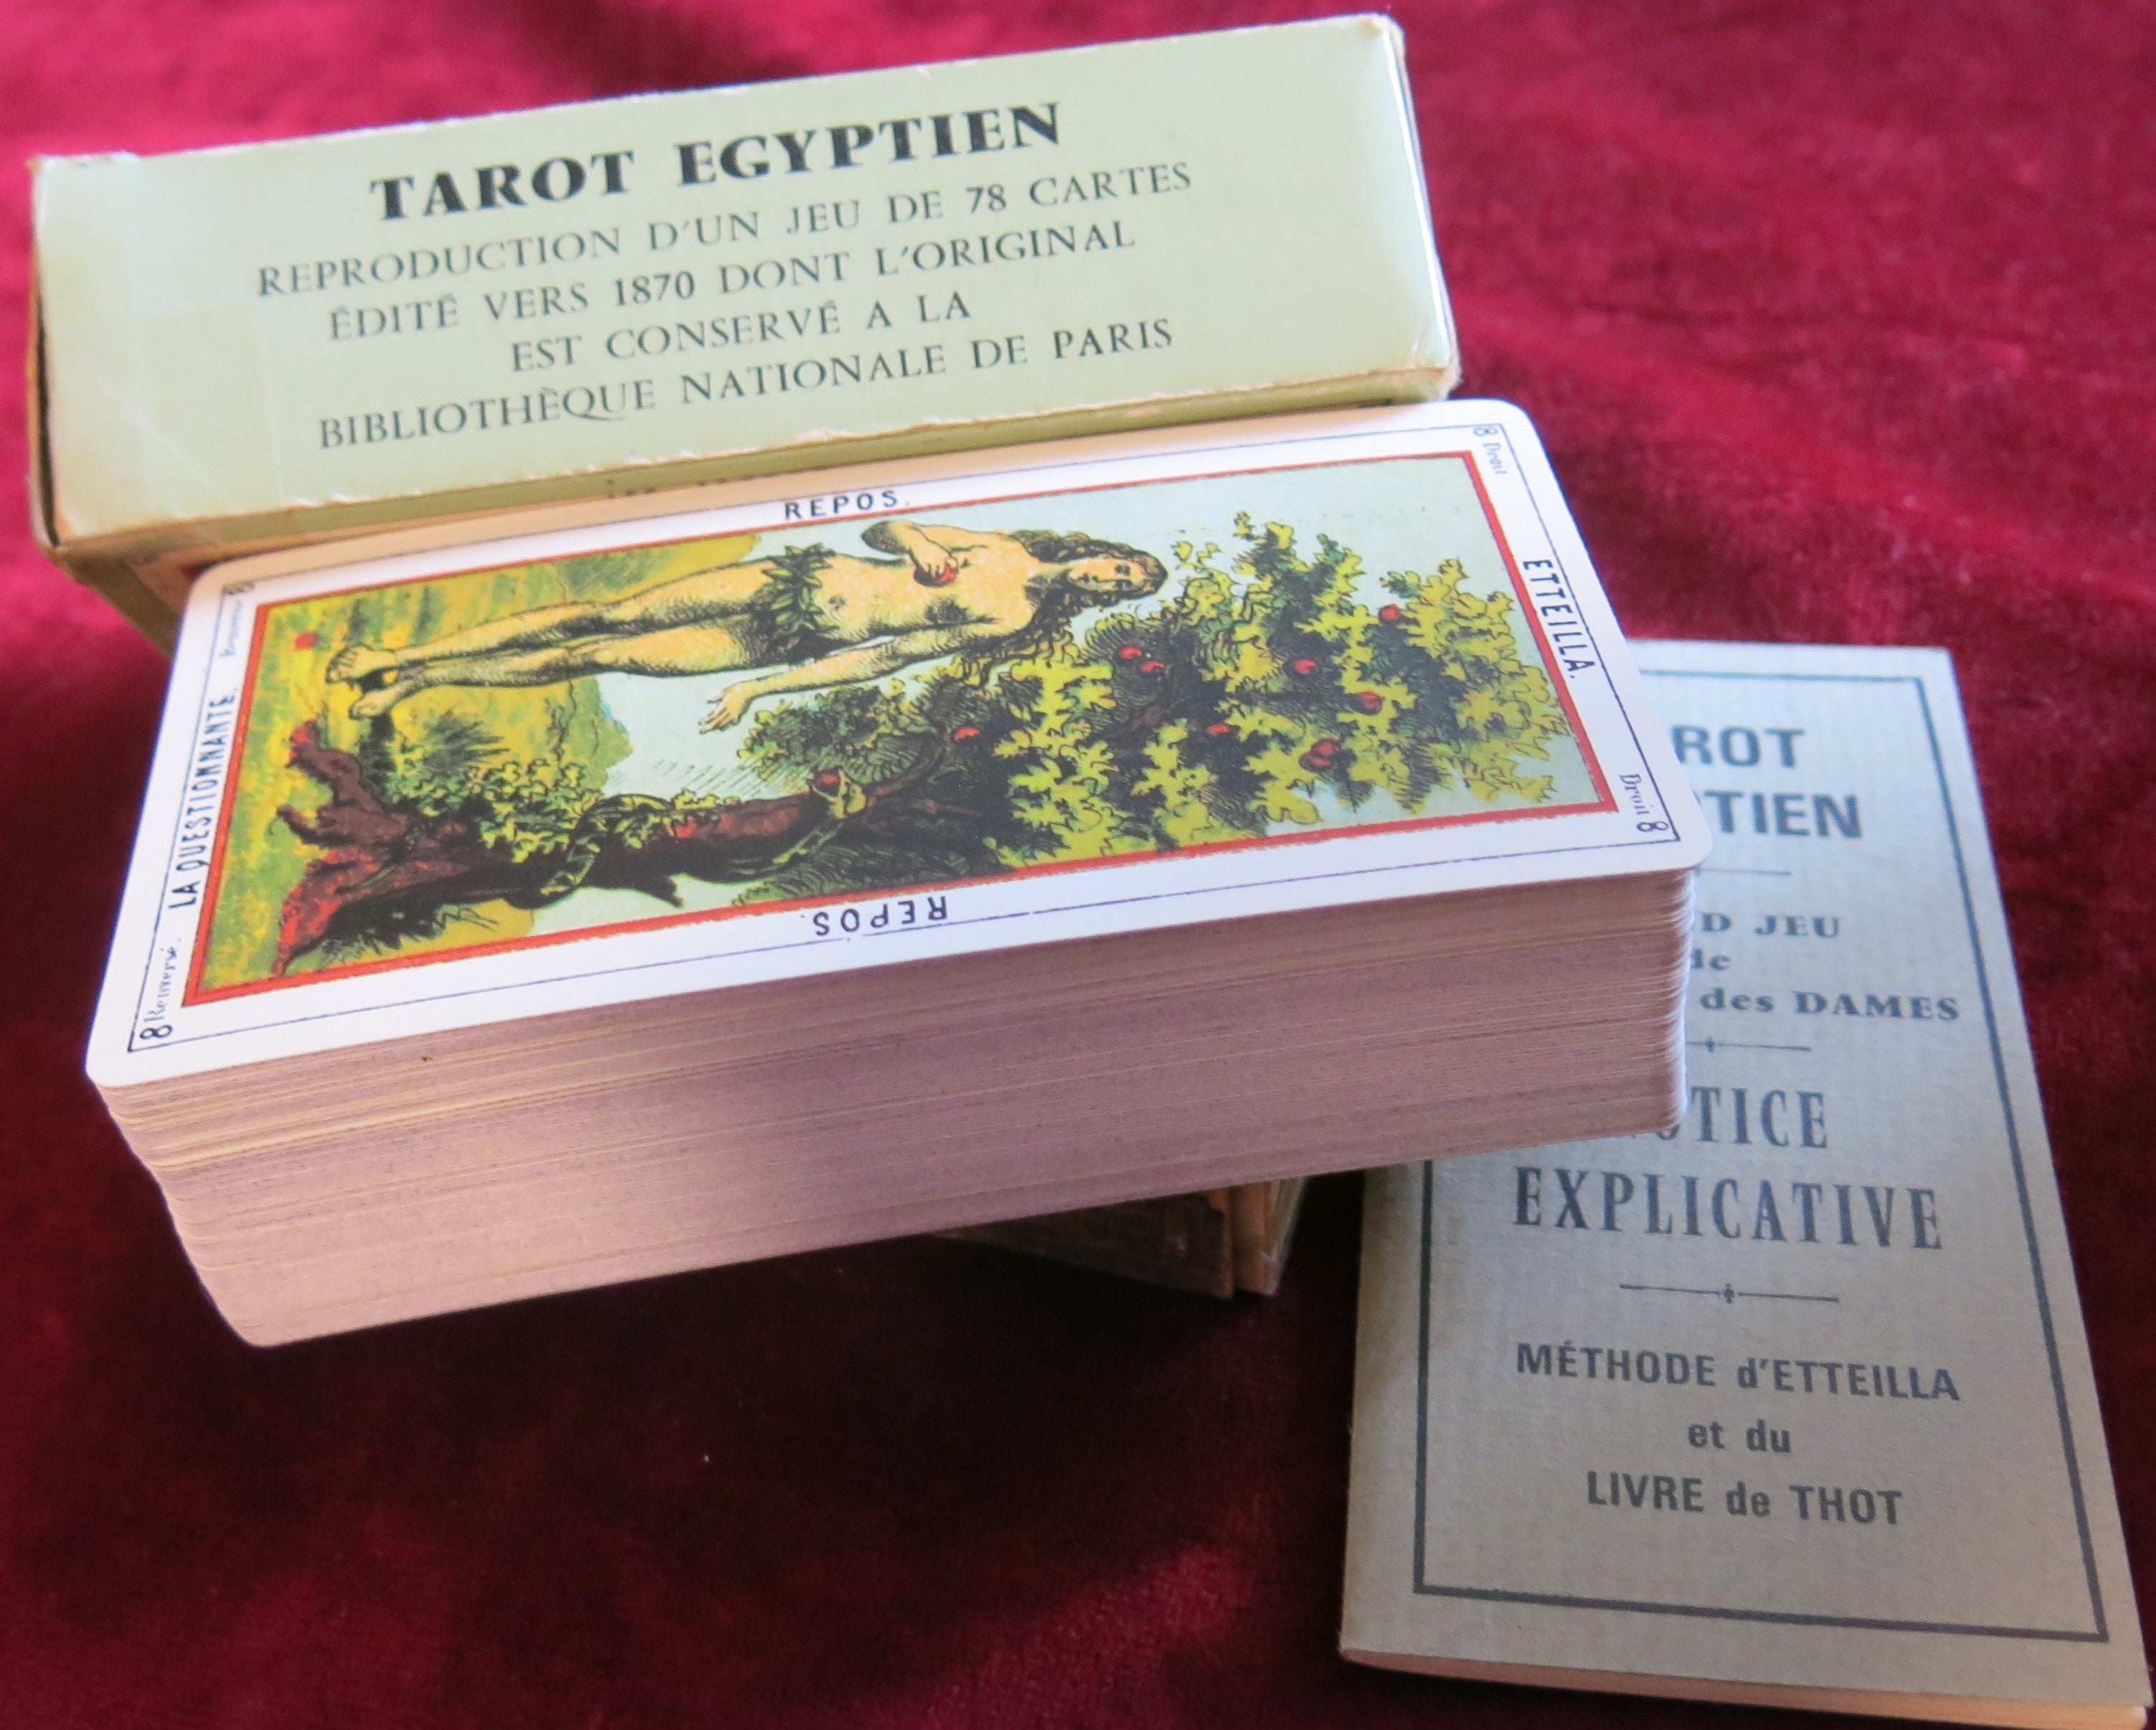 TAROT EGYPTIEN
REPRODUCTION D'UN JEU DE 78 CARTES
ÉDITÉ VERS 1870 DONT L'ORIGINAL
EST CONSERVÉ A LA
BIBLIOTHÈQUE NATIONALE DE PARIS
REPOS.
8 Droit
ETTEILLA.
Droit 8
LA QUESTIONNANTE.
8 Renversé.
REPOS.
ROT
TIEN
D JEU
de
des DAMES
OTICE
EXPLICATIVE
MÉTHODE d'ETTEILLA
et du
LIVRE de THOT